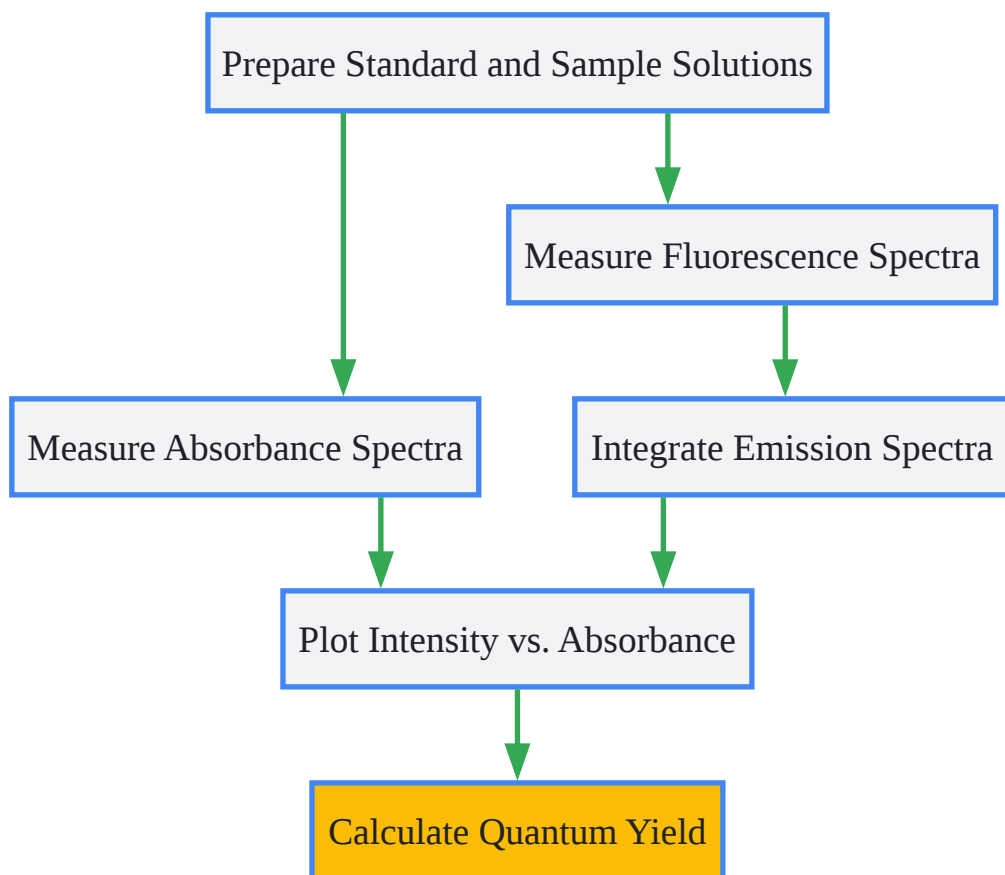 Prepare Standard and Sample Solutions
Measure Fluorescence Spectra
Measure Absorbance Spectra
Integrate Emission Spectra
Plot Intensity vs. Absorbance
Calculate Quantum Yield